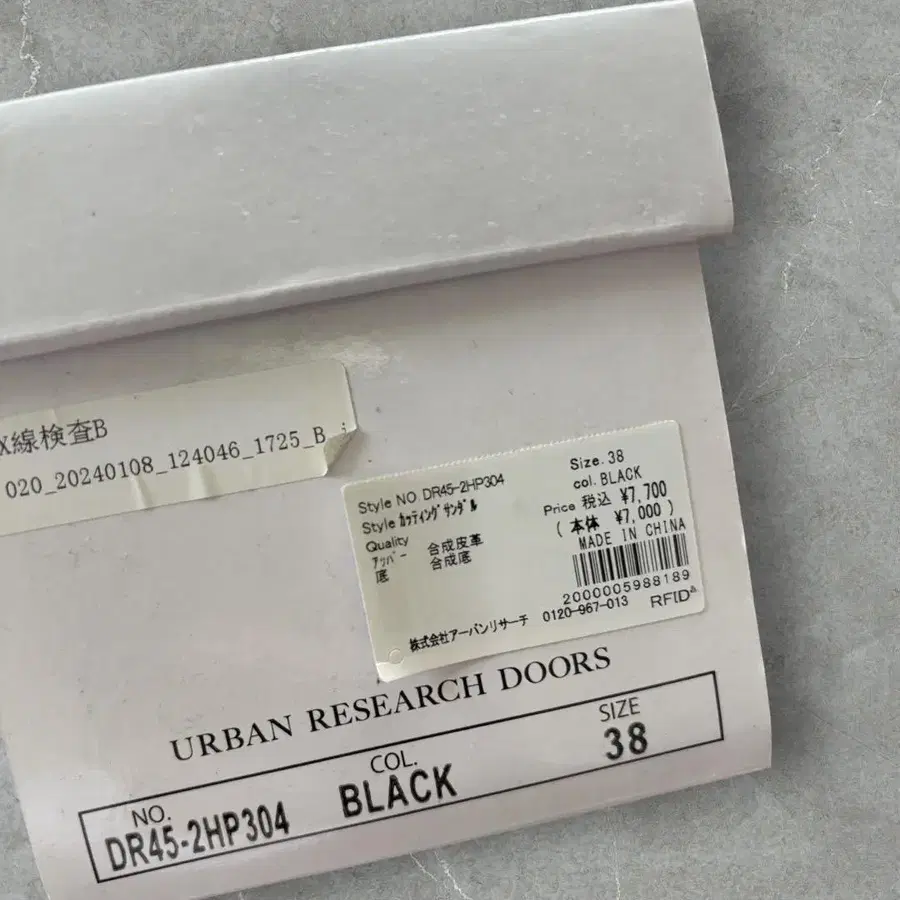 X線検査B
020_20240108_124046_1725_B_i
Style NO DR45-2HP304
Style カッティングサンダル
Quality
アッパー 合成皮革
底 合成底
Size. 38
col. BLACK
Price 税込 ¥7,700
( 本体 ¥7,000 )
MADE IN CHINA
2000005988189
株式会社アーバンリサーチ 0120-967-013 RFID
URBAN RESEARCH DOORS
NO. COL. SIZE
DR45-2HP304 BLACK 38